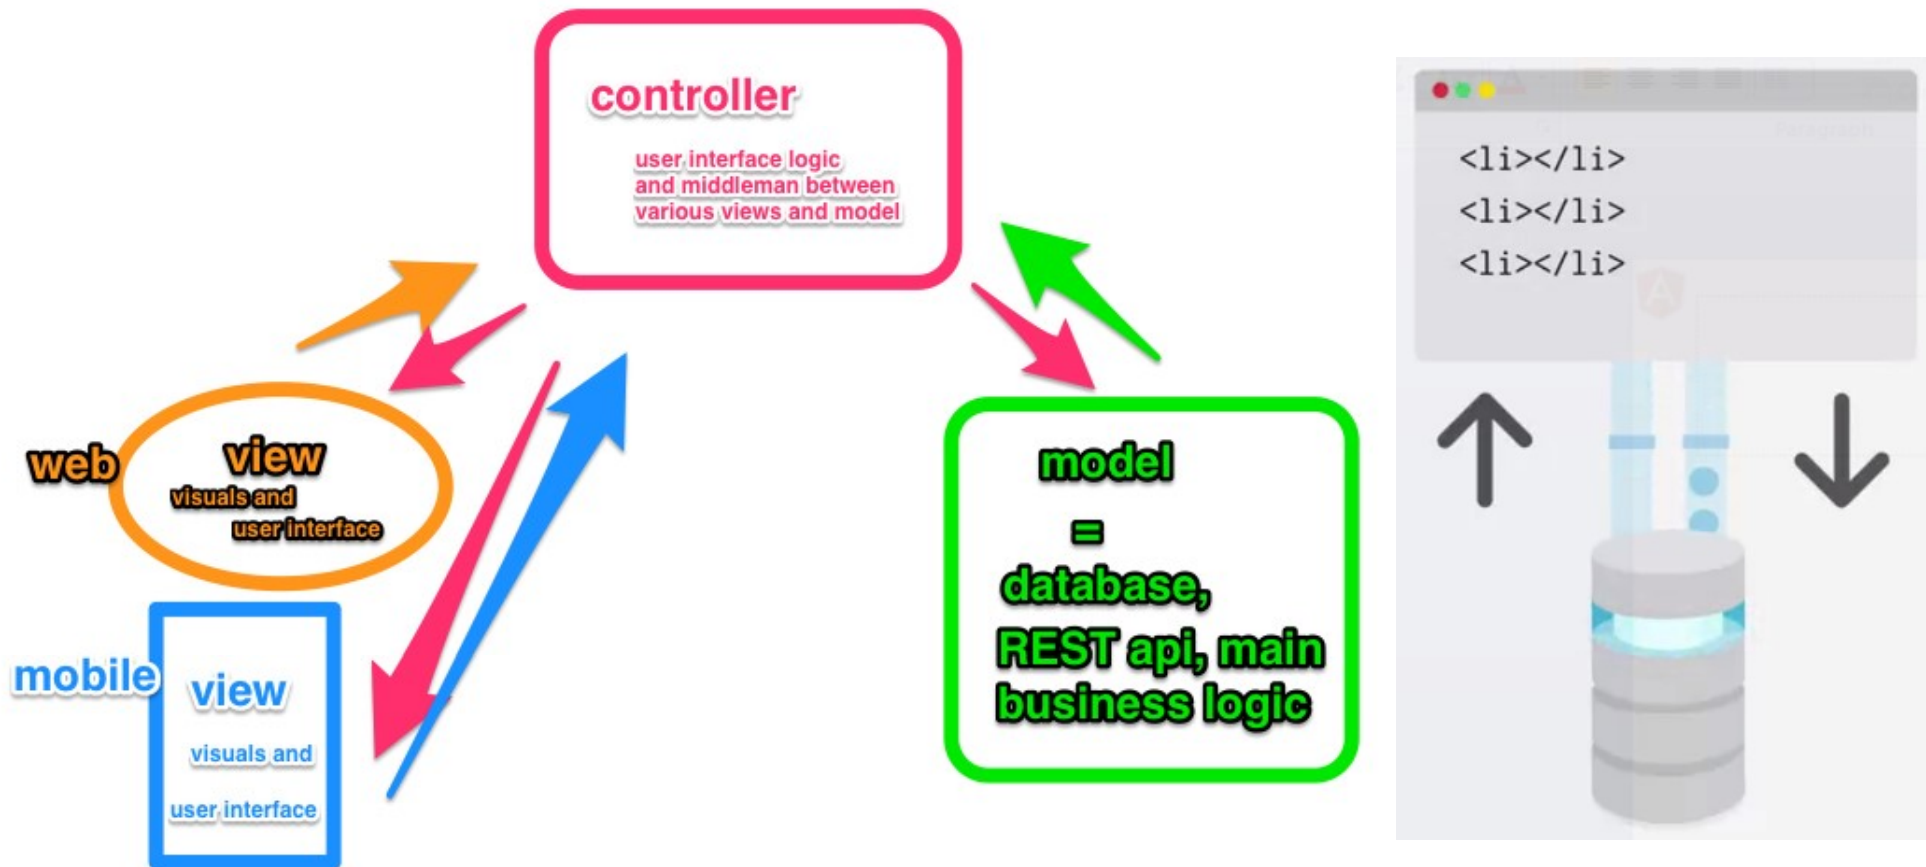 controller
user interface logic
and middleman between
various views and model
web
view
visuals and
user interface
mobile
view
visuals and
user interface
model
=
database,
REST api, main
business logic
Paragraph
<li></li>
<li></li>
<li></li>
A